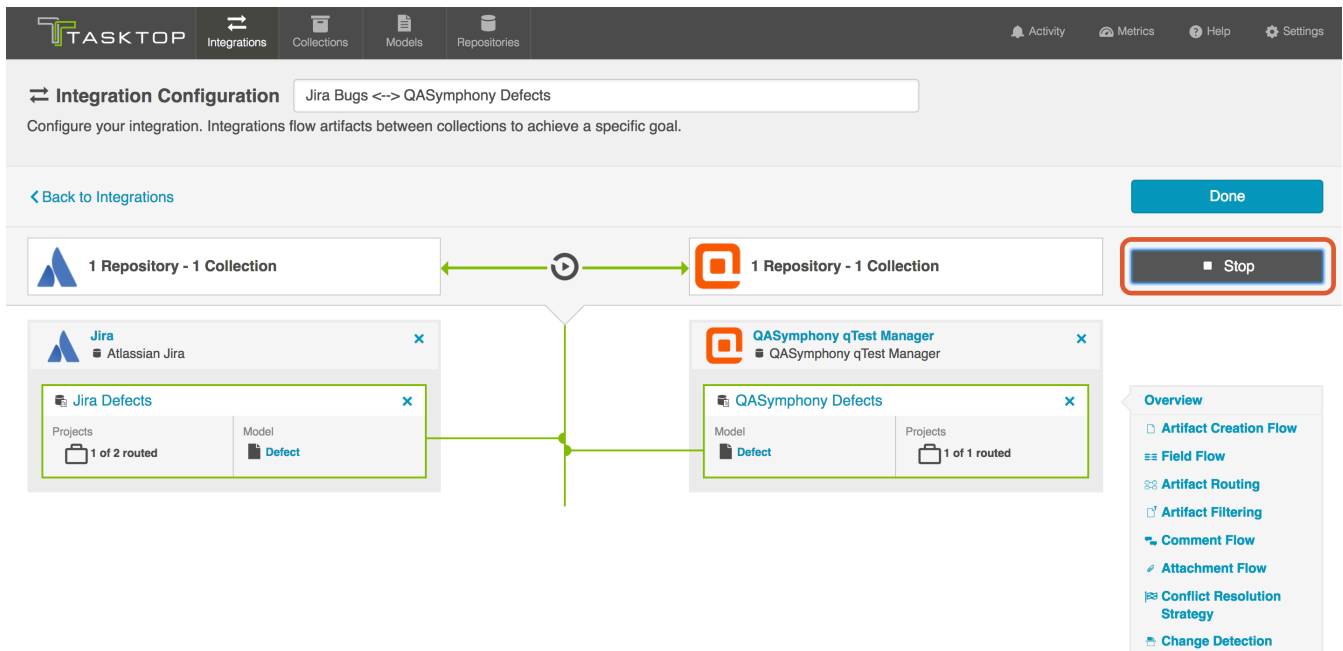 TASKTOP
Integrations
Collections
Models
Repositories
Activity
Metrics
Help
Settings
Integration Configuration
Jira Bugs <--> QASymphony Defects
Configure your integration. Integrations flow artifacts between collections to achieve a specific goal.
Back to Integrations
Done
1 Repository - 1 Collection
1 Repository - 1 Collection
Stop
Jira
Atlassian Jira
QASymphony qTest Manager
QASymphony qTest Manager
Jira Defects
Projects
1 of 2 routed
Model
Defect
QASymphony Defects
Model
Defect
Projects
1 of 1 routed
Overview
Artifact Creation Flow
Field Flow
Artifact Routing
Artifact Filtering
Comment Flow
Attachment Flow
Conflict Resolution
Strategy
Change Detection